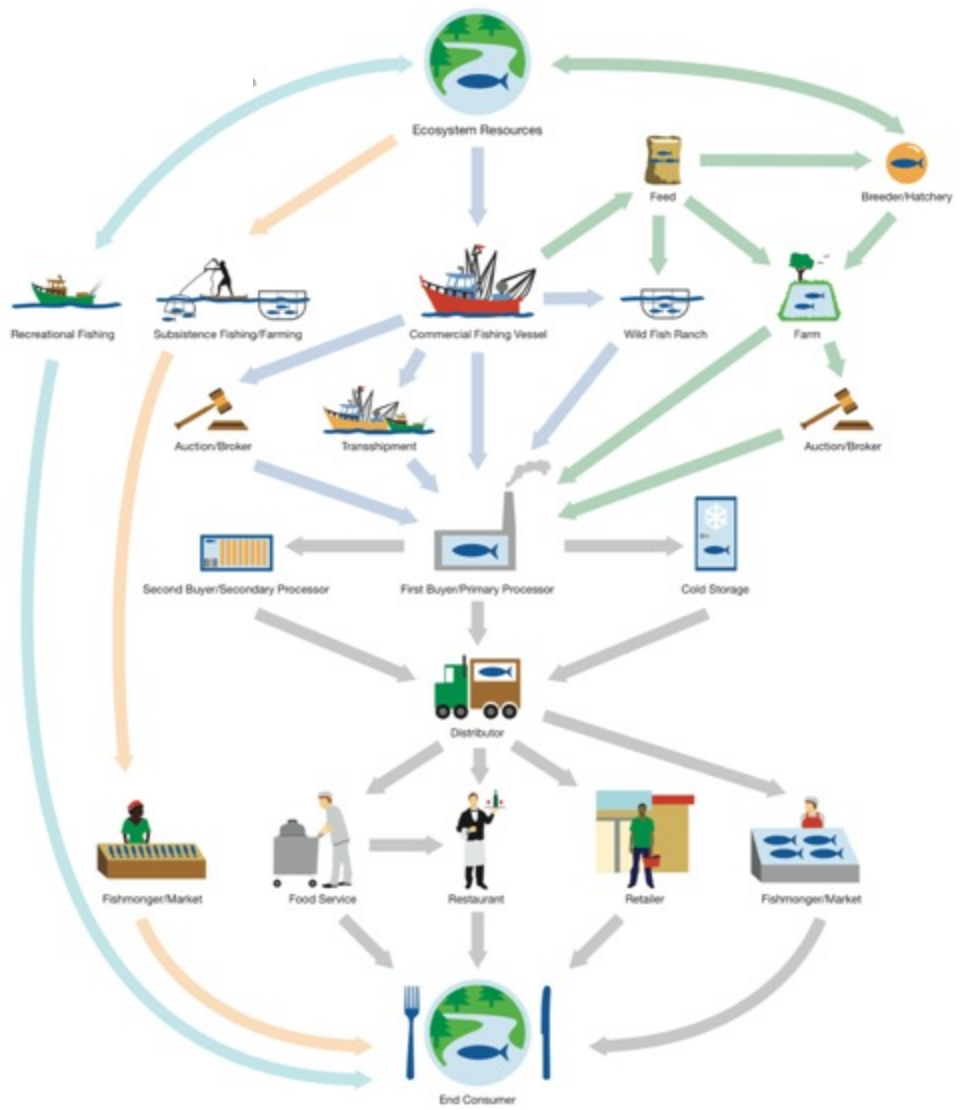 Ecosystem Resources
Feed
Breeder/Hatchery
Recreational Fishing
Subsistence Fishing/Farming
Commercial Fishing Vessel
Wild Fish Ranch
Farm
Auction/Broker
Transshipment
Auction/Broker
Second Buyer/Secondary Processor
First Buyer/Primary Processor
Cold Storage
Distributor
Fishmonger/Market
Food Service
Restaurant
Retailer
Fishmonger/Market
End Consumer